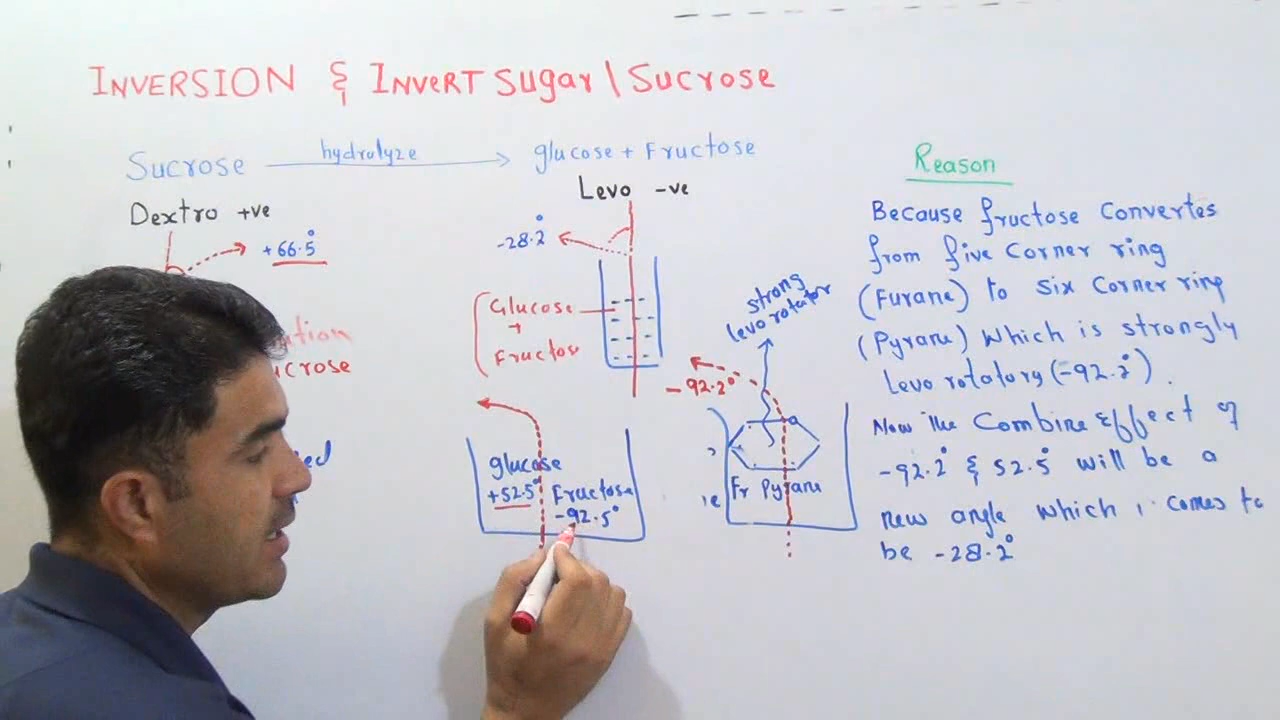 INVERSION & INVERT Sugar \ Sucrose
Sucrose hydrolyze glucose + Fructose
Dextro +ve
+66.5°
Levo -ve
-28.2°
Glucose
+
Fructose
ucrose
glucose
+52.5°
Fructose
-92.5°
strong
levo rotator
-92.2°
Fr Pyranu
Reason
Because fructose Convertes
from five Corner ring
(Furane) to six Corner ring
(Pyranu) Which is strongly
Levo rotatory (-92.2°).
Now the Combine Effect of
-92.2° & 52.5° will be a
new angle which comes to
be -28.2°